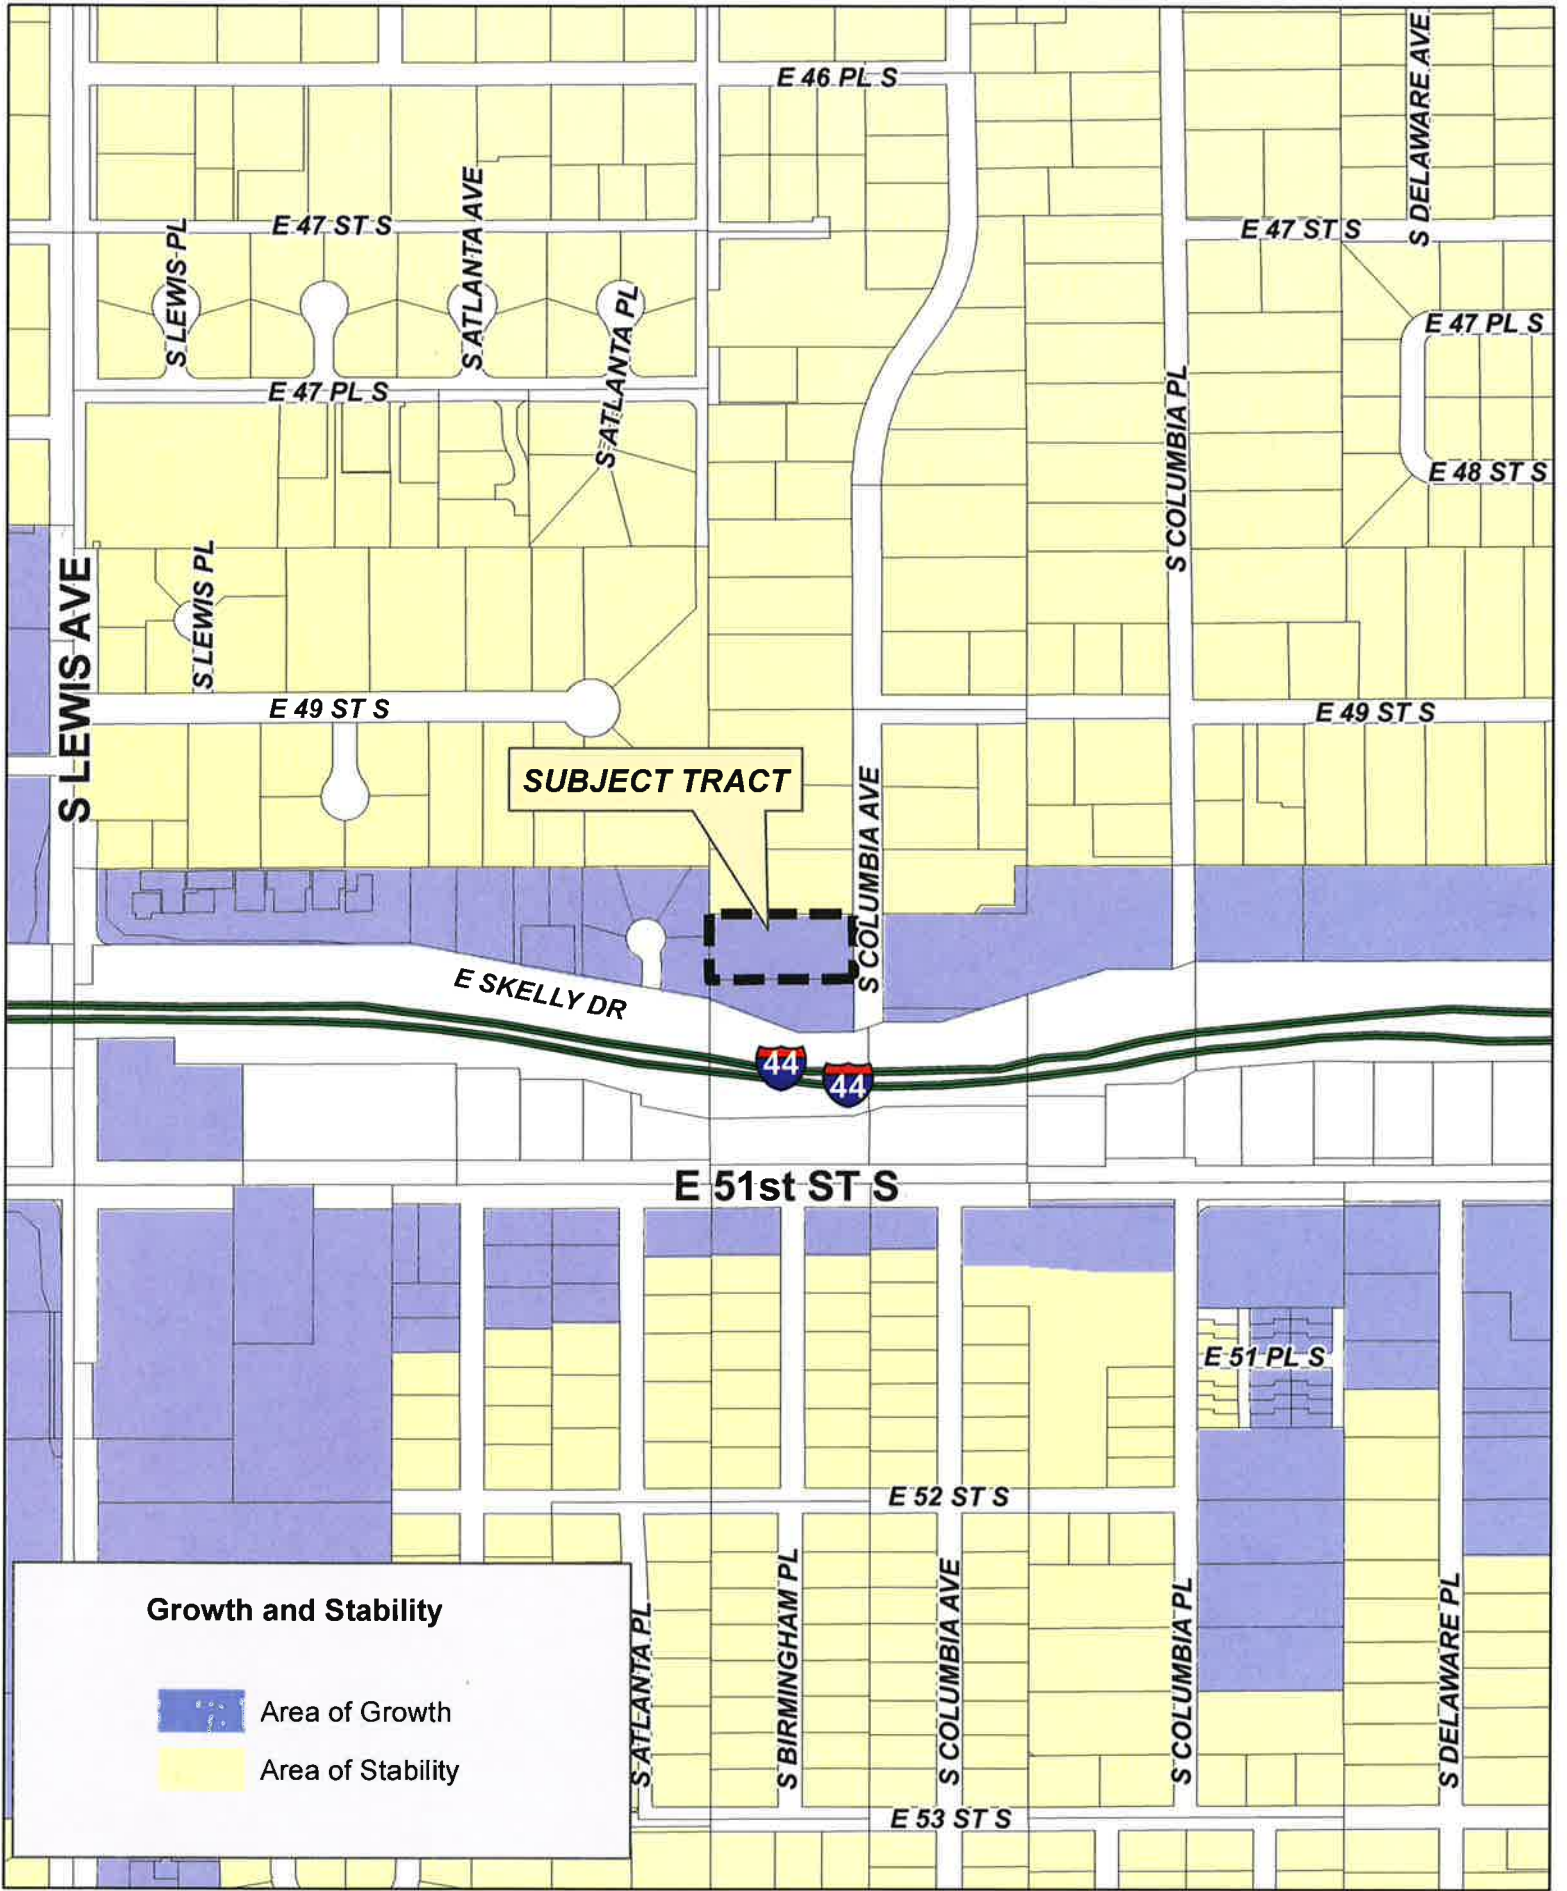 E 46 PL S
S DELAWARE AVE
E 47 ST S
S ATLANTA AVE
S LEWIS PL
E 47 ST S
S ATLANTA PL
E 47 PL S
E 47 PL S
S COLUMBIA PL
E 48 ST S
S LEWIS AVE
S LEWIS PL
E 49 ST S
E 49 ST S
SUBJECT TRACT
S COLUMBIA AVE
E SKELLY DR
44
44
E 51st ST S
E 51 PL S
E 52 ST S
Growth and Stability
Area of Growth
Area of Stability
S ATLANTA PL
S BIRMINGHAM PL
S COLUMBIA AVE
S COLUMBIA PL
S DELAWARE PL
E 53 ST S